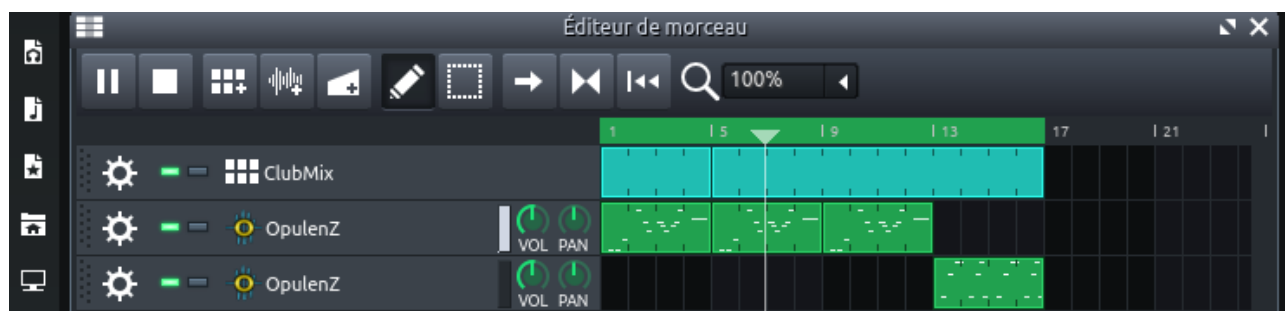 Éditeur de morceau
100%
1 5 9 13 17 21
ClubMix
OpulenZ VOL PAN
OpulenZ VOL PAN